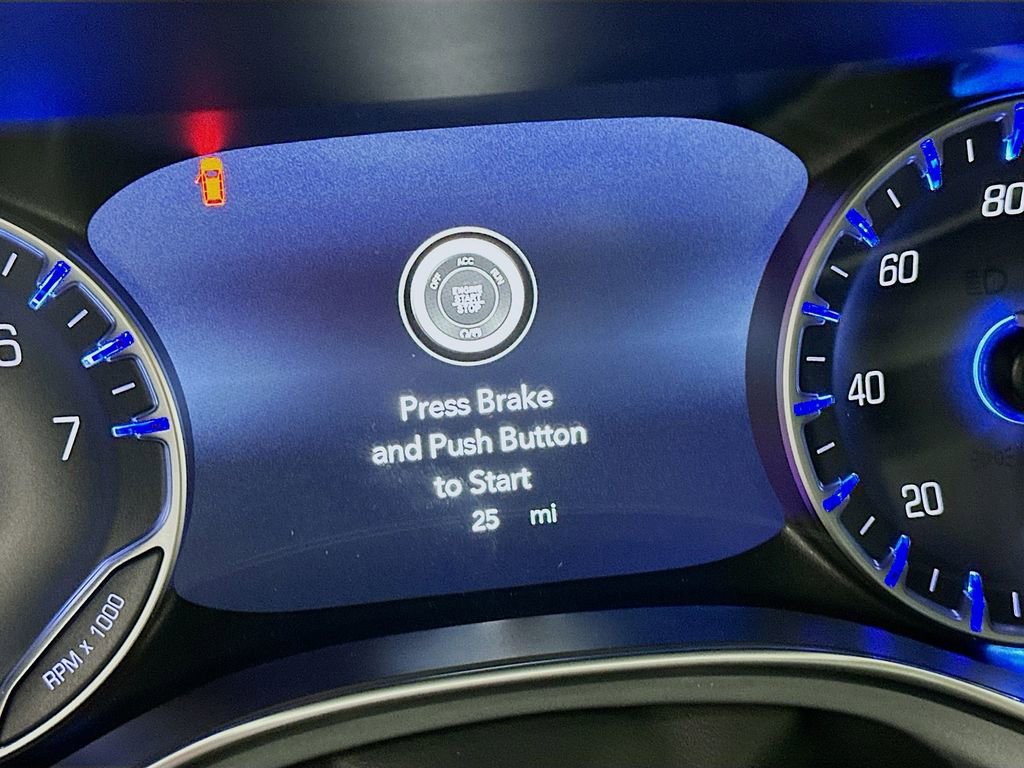 OFF ACC RUN
ENGINE
START
STOP
Press Brake
and Push Button
to Start
25 mi
6
7
RPM x 1000
80
60
40
20